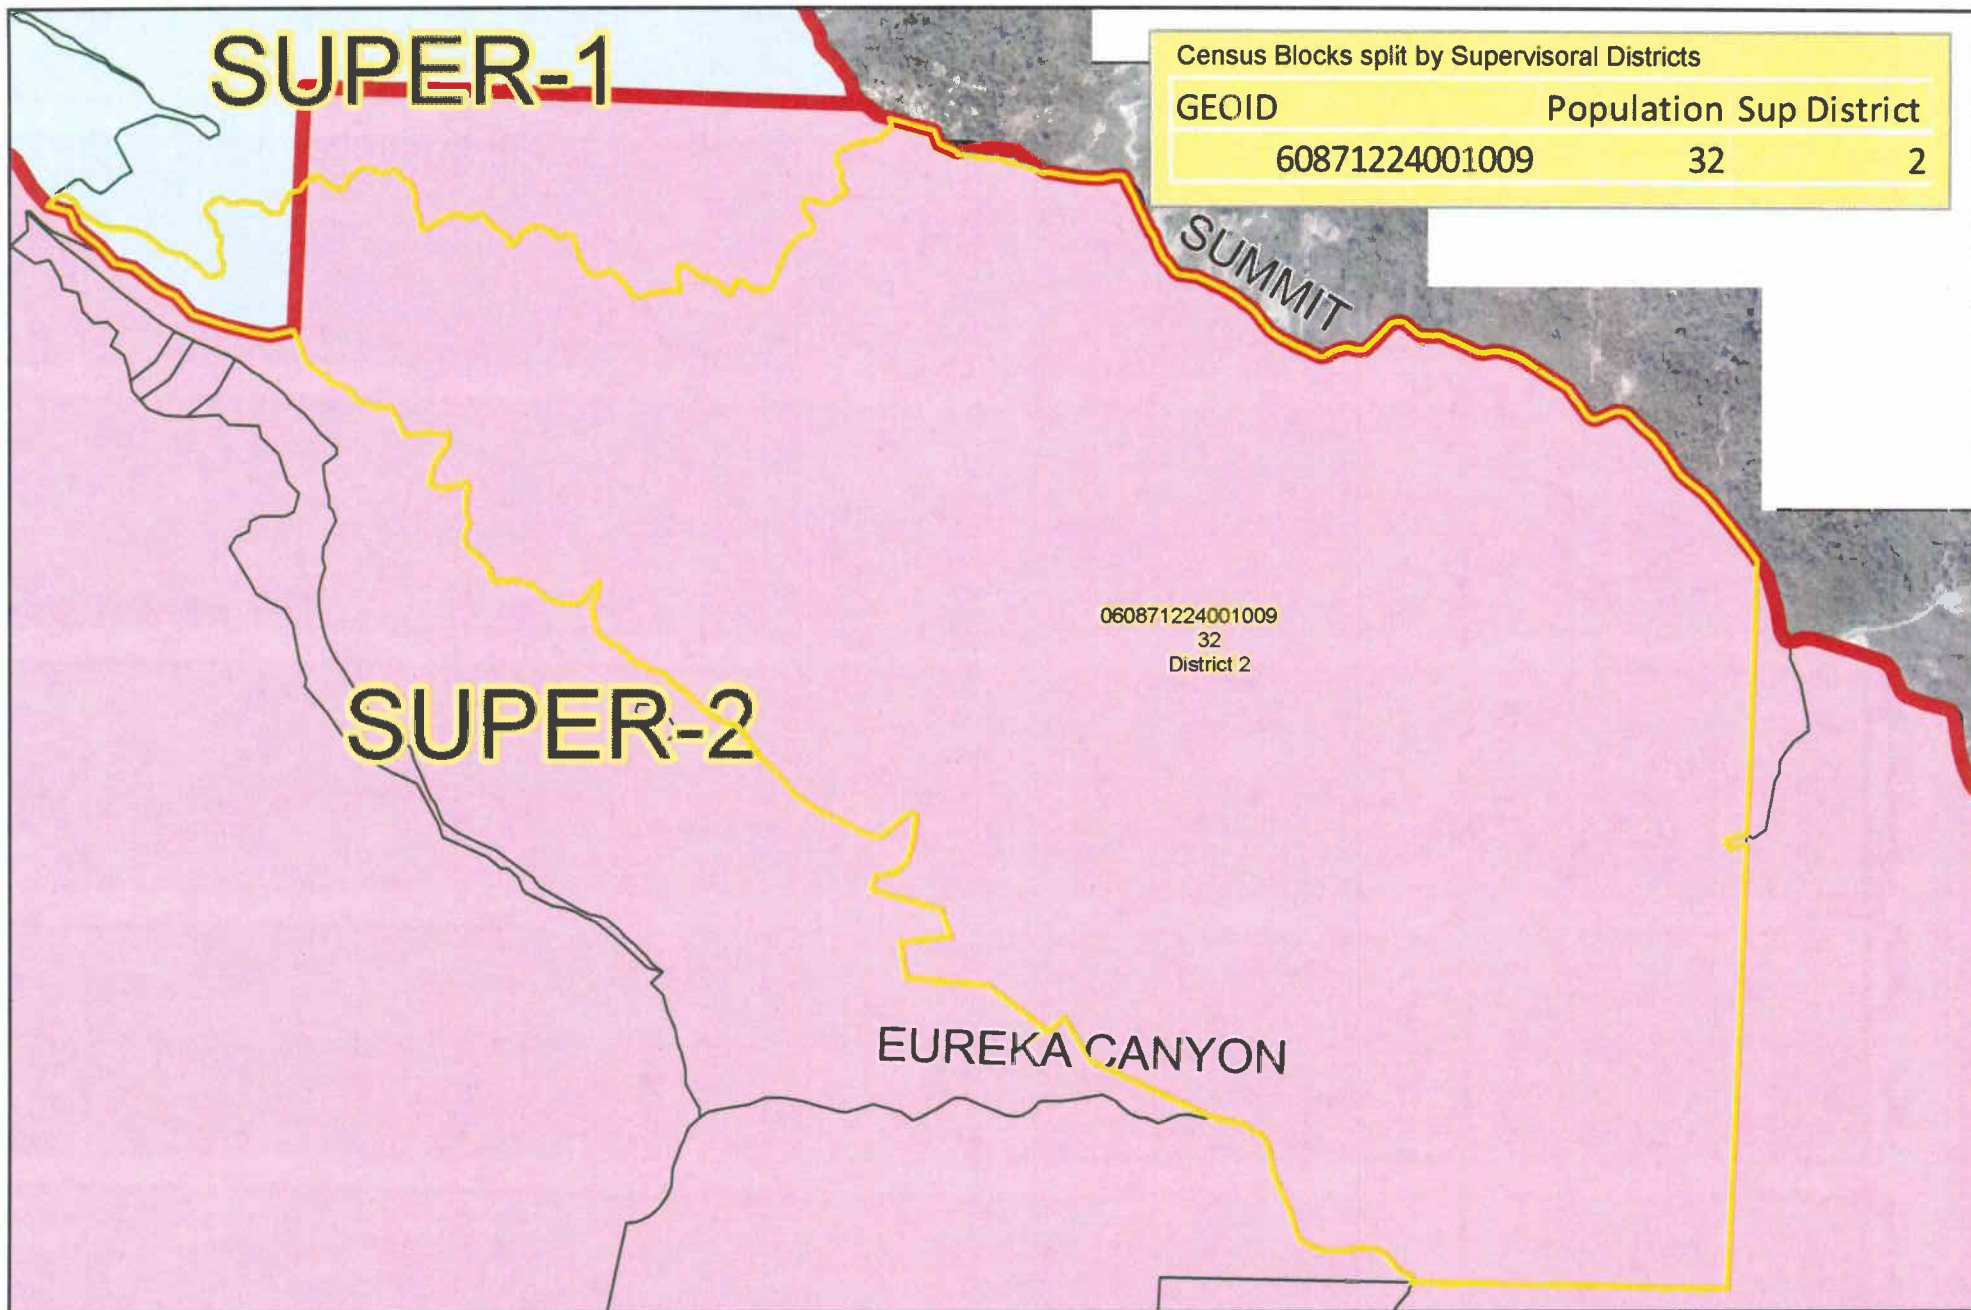 SUPER-1
Census Blocks split by Supervisoral Districts
GEOID Population Sup District
60871224001009 32 2
SUMMIT
060871224001009
32
District 2
SUPER-2
EUREKA CANYON